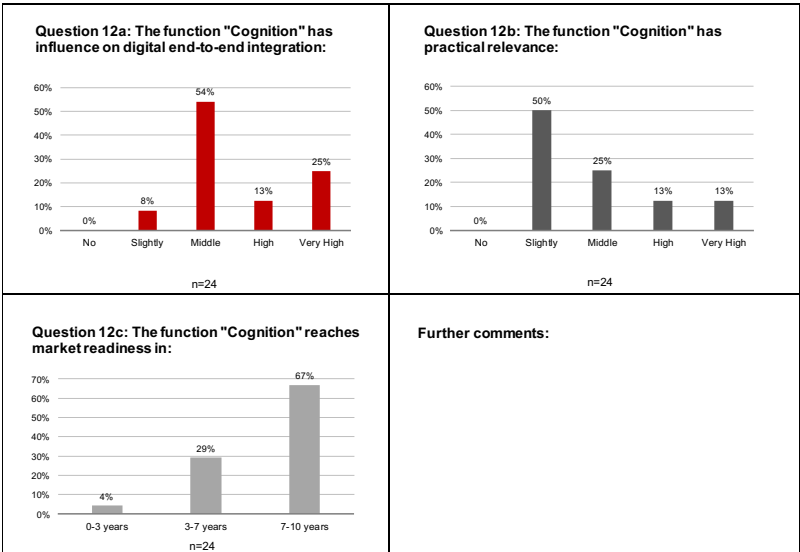 Question 12a: The function "Cognition" has
influence on digital end-to-end integration:
60%
50%
40%
30%
20%
10%
0%
0%
8%
54%
13%
25%
No
Slightly
Middle
High
Very High
n=24
Question 12b: The function "Cognition" has
practical relevance:
60%
50%
40%
30%
20%
10%
0%
0%
50%
25%
13%
13%
No
Slightly
Middle
High
Very High
n=24
Question 12c: The function "Cognition" reaches
market readiness in:
70%
60%
50%
40%
30%
20%
10%
0%
4%
29%
67%
0-3 years
3-7 years
7-10 years
n=24
Further comments: